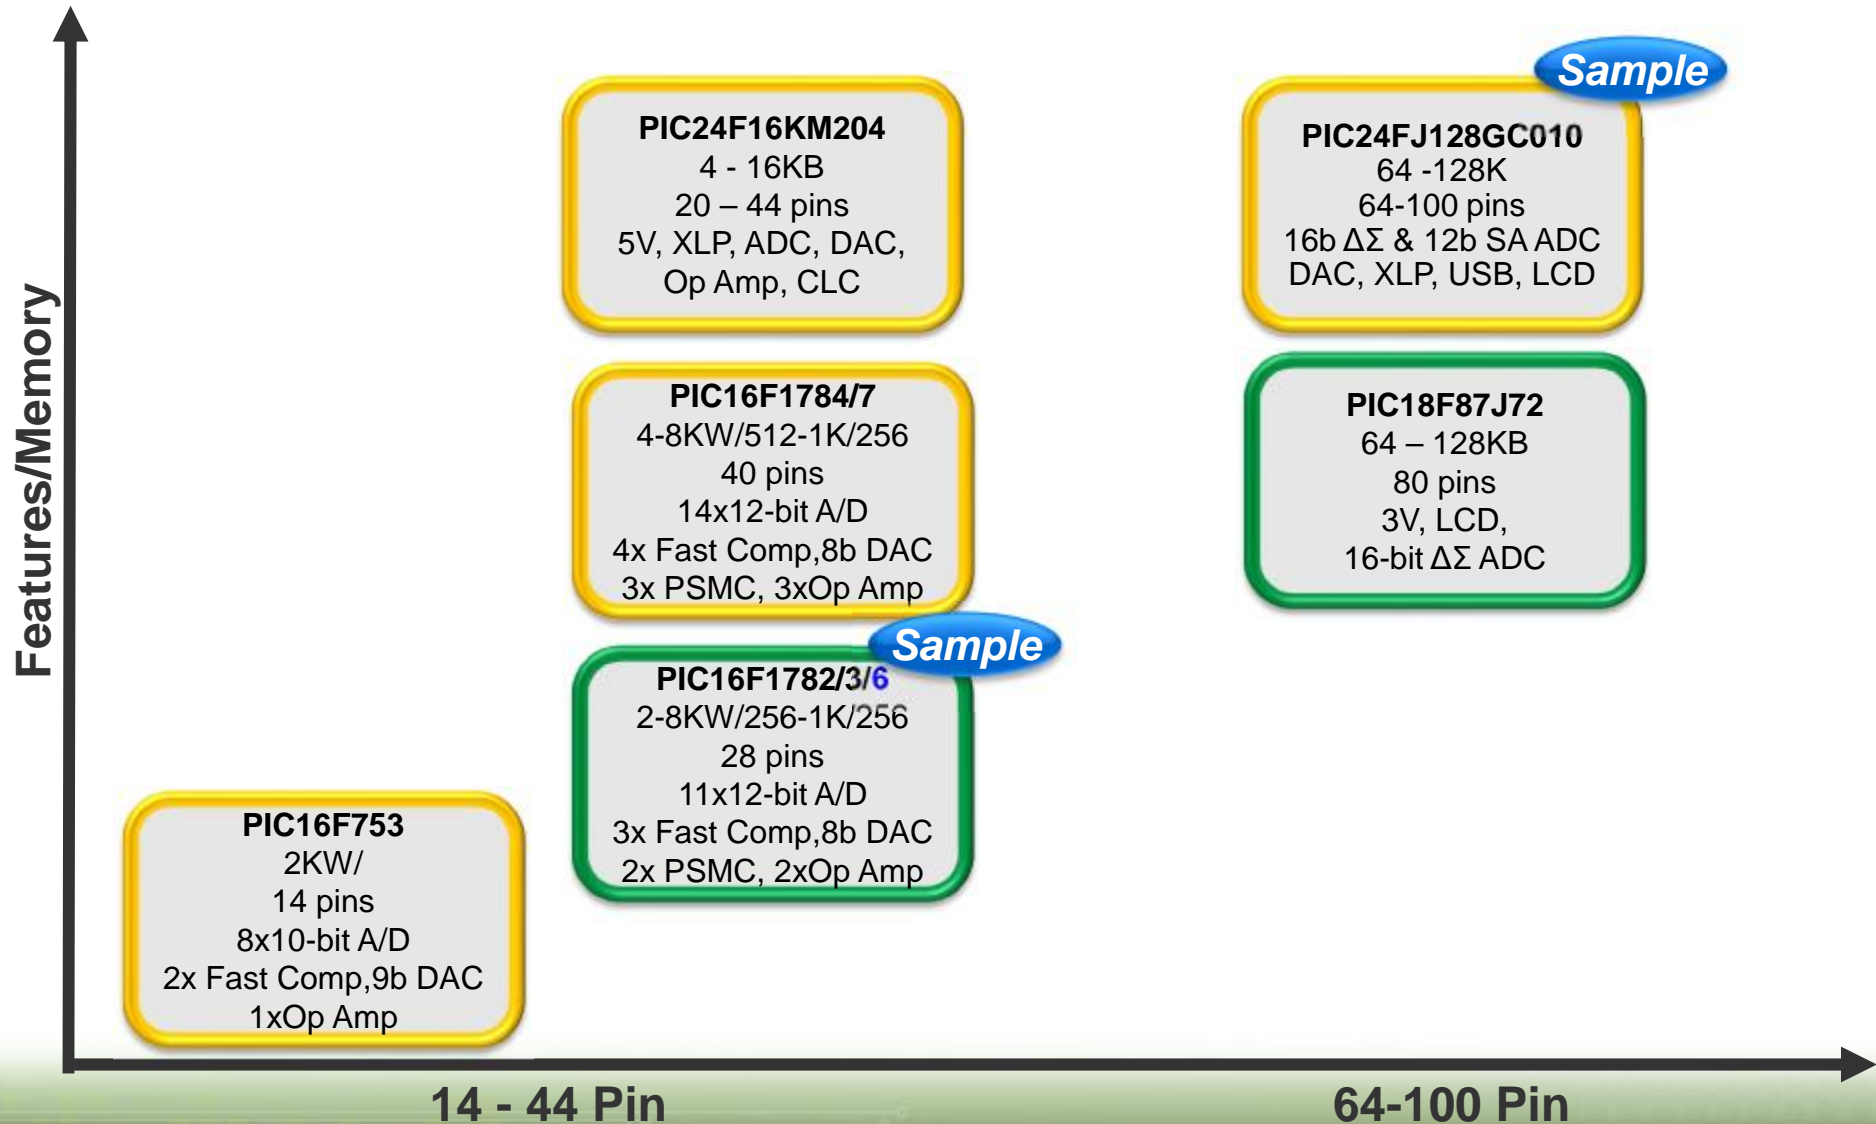 Features/Memory
PIC24F16KM204
4 - 16KB
20 – 44 pins
5V, XLP, ADC, DAC,
Op Amp, CLC
Sample
PIC24FJ128GC010
64 -128K
64-100 pins
16b ΔΣ & 12b SA ADC
DAC, XLP, USB, LCD
PIC16F1784/7
4-8KW/512-1K/256
40 pins
14x12-bit A/D
4x Fast Comp,8b DAC
3x PSMC, 3xOp Amp
PIC18F87J72
64 – 128KB
80 pins
3V, LCD,
16-bit ΔΣ ADC
Sample
PIC16F1782/3/6
2-8KW/256-1K/256
28 pins
11x12-bit A/D
3x Fast Comp,8b DAC
2x PSMC, 2xOp Amp
PIC16F753
2KW/
14 pins
8x10-bit A/D
2x Fast Comp,9b DAC
1xOp Amp
14 - 44 Pin
64-100 Pin